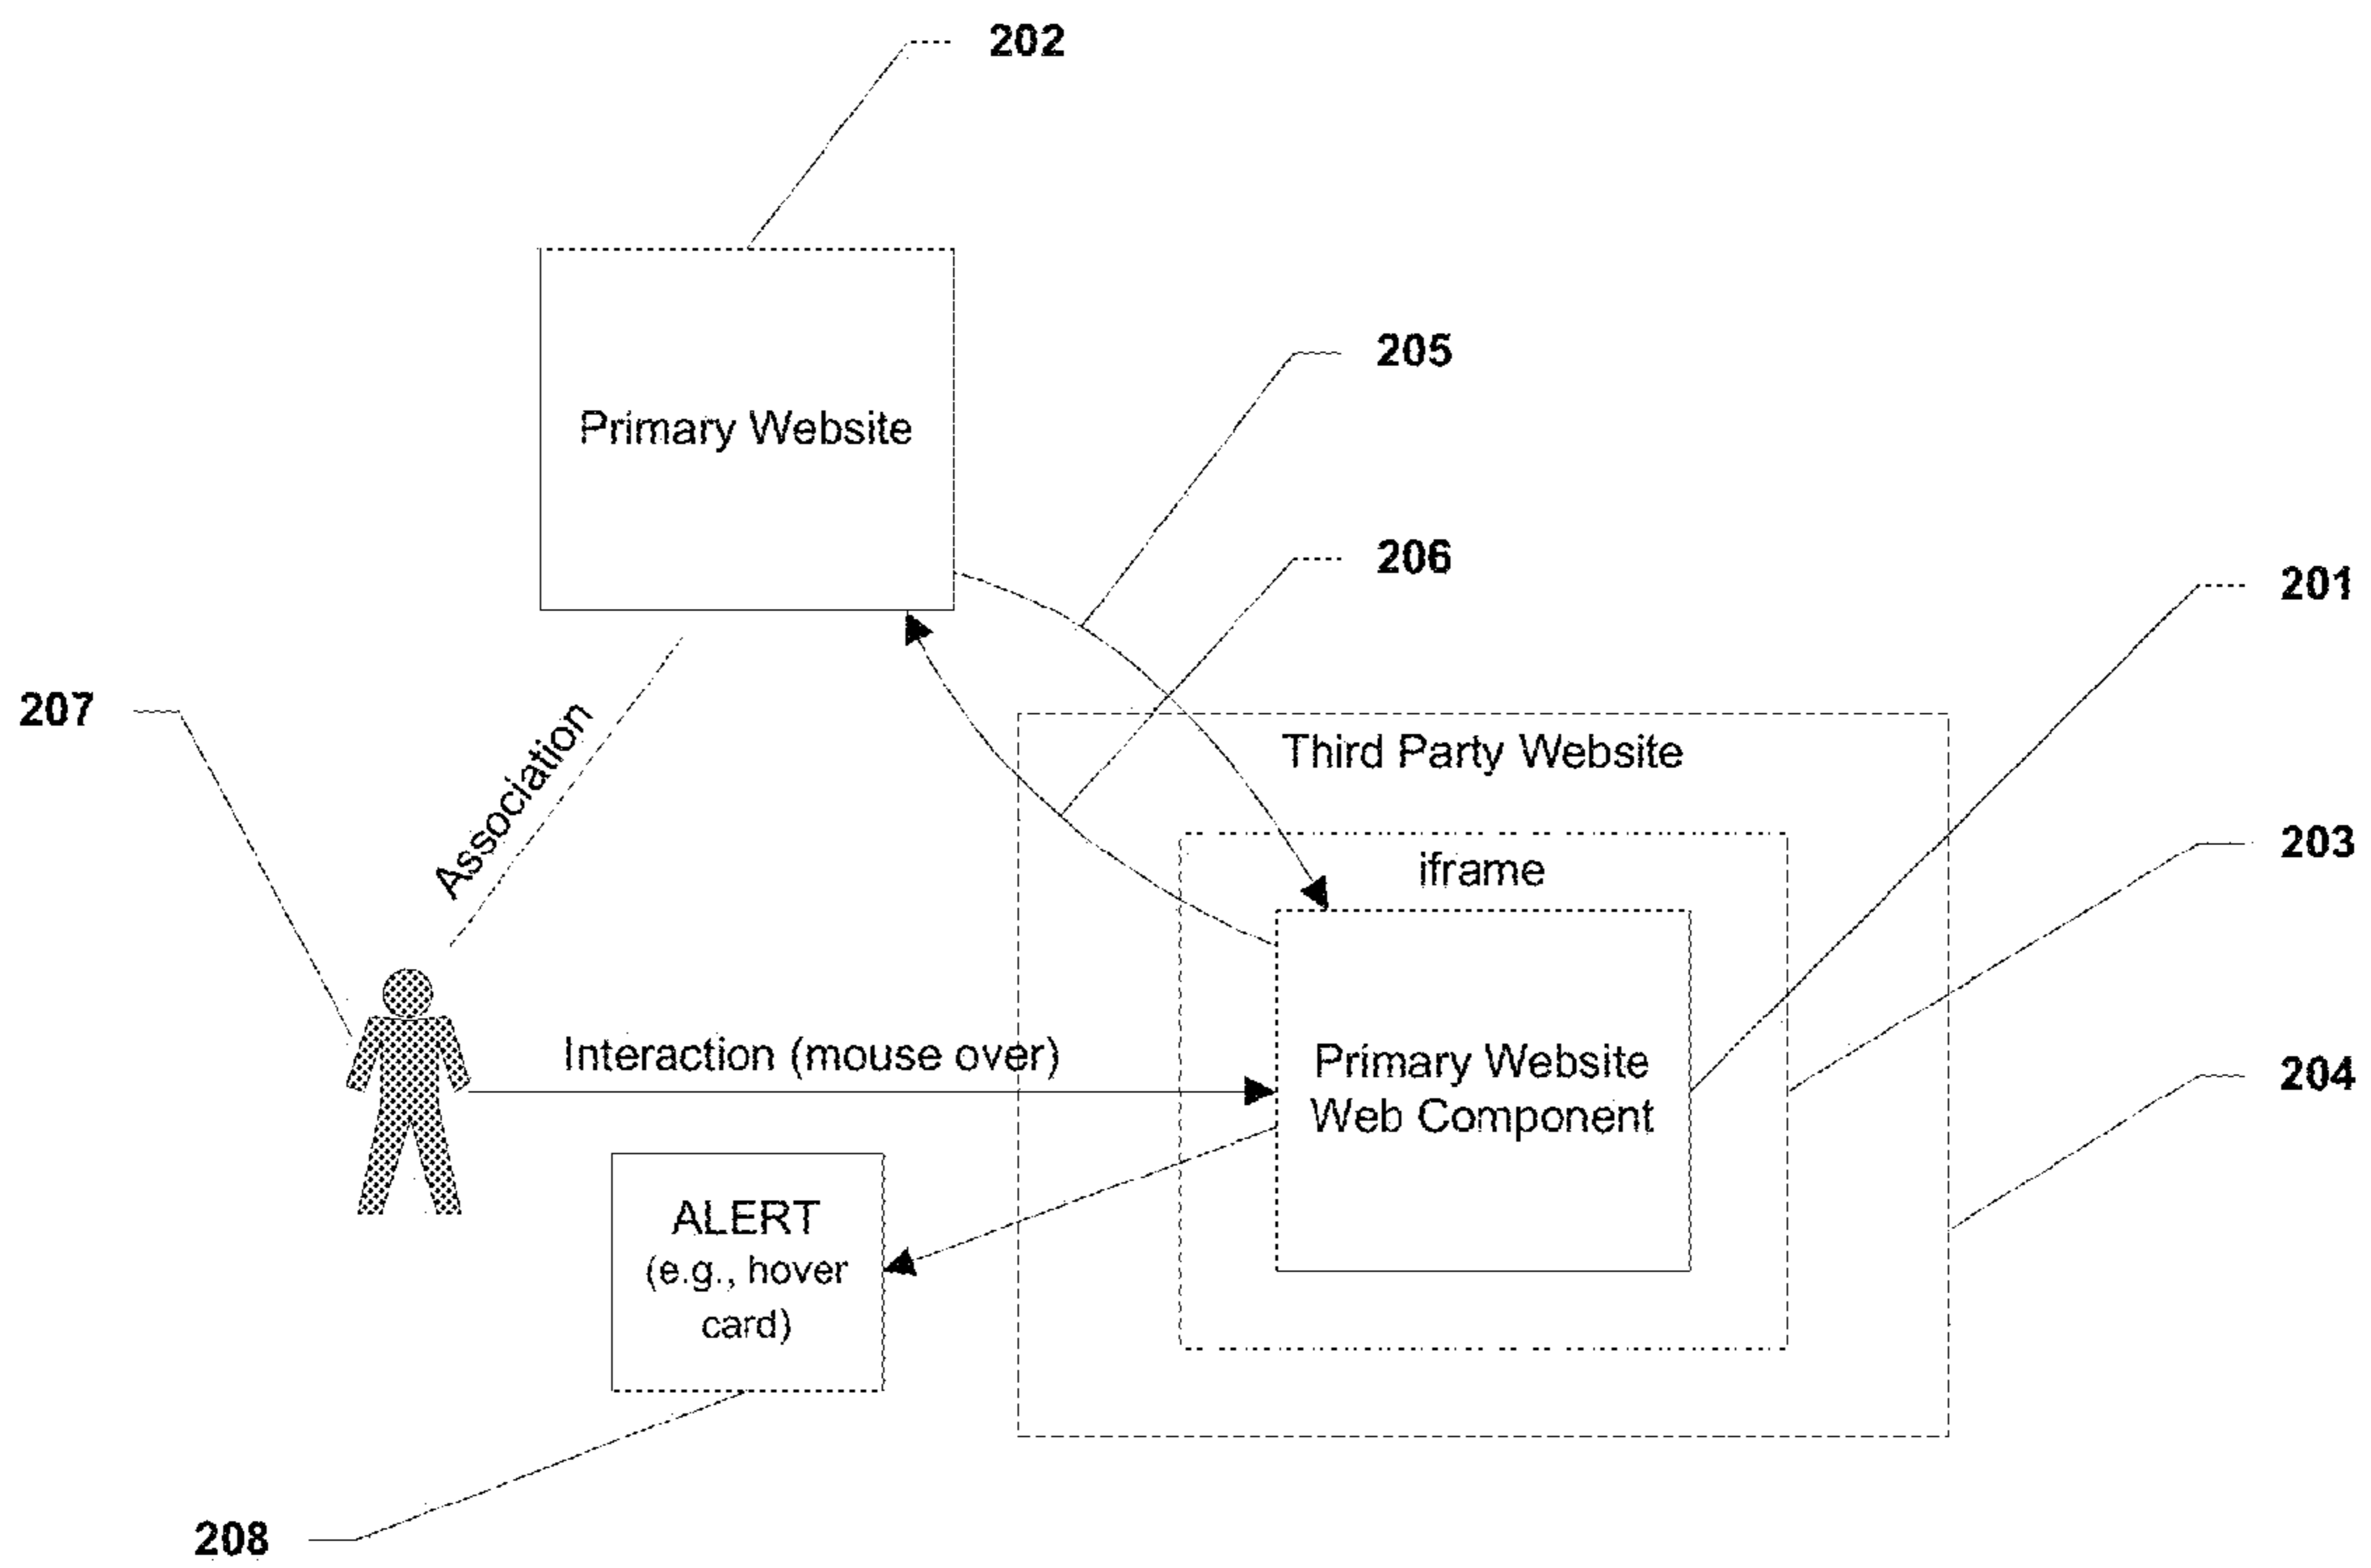 202
Primary Website
205
206
201
207
Association
Third Party Website
iframe
203
Interaction (mouse over)
Primary Website
Web Component
204
ALERT
(e.g., hover
card)
208